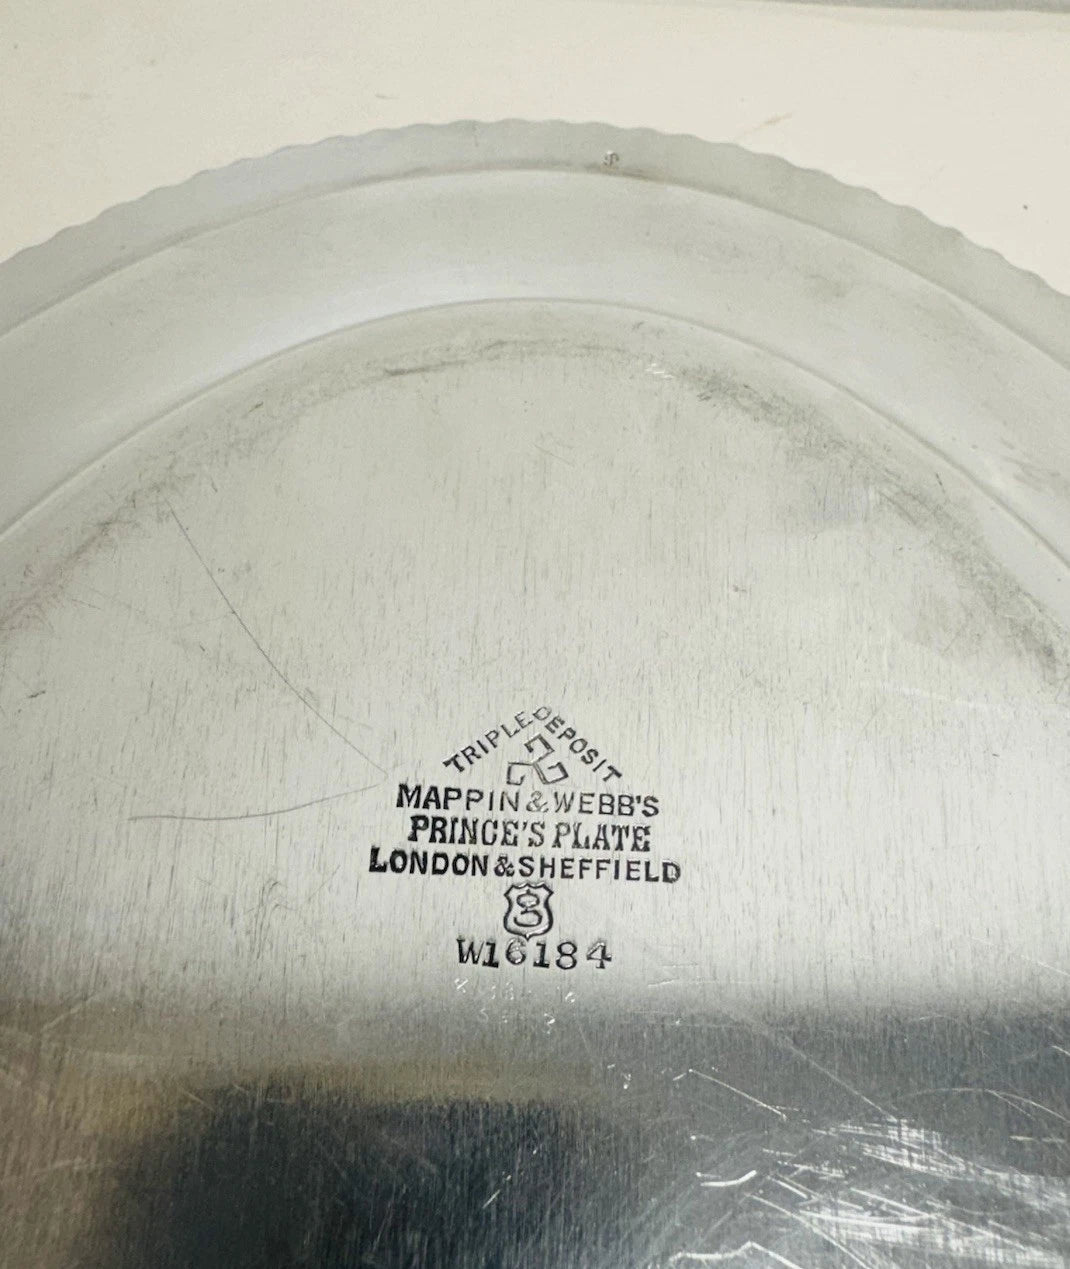 TRIPLE DEPOSIT
MAPPIN & WEBB'S
PRINCE'S PLATE
LONDON & SHEFFIELD
8
W16184